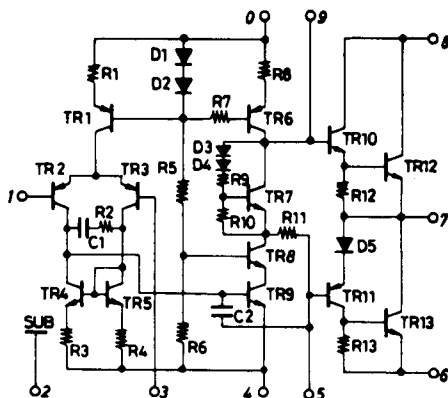 0 9
8
D1
R1
R8
D2
R7
TR1
TR6
TR10
D3
TR12
TR2
TR3
D4
R5
R9
R12
1
TR7
7
R2
R10
R11
C1
D5
TR8
TR11
TR4
TR5
TR9
TR13
C2
SUB
R3
R4
R6
R13
6
2 3 4 5